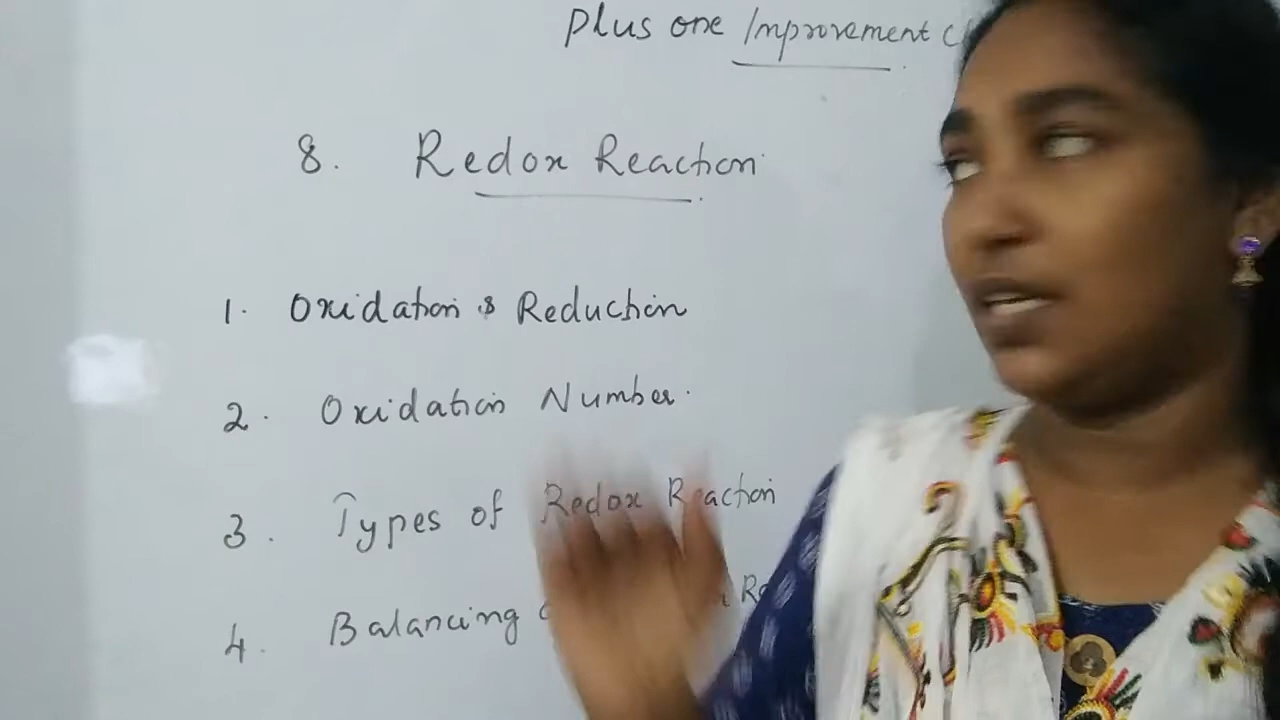 Plus one Improvement
8. Redox Reaction
1. Oxidation & Reduction
2. Oxidation Number.
3. Types of Redox Reaction
4. Balancing